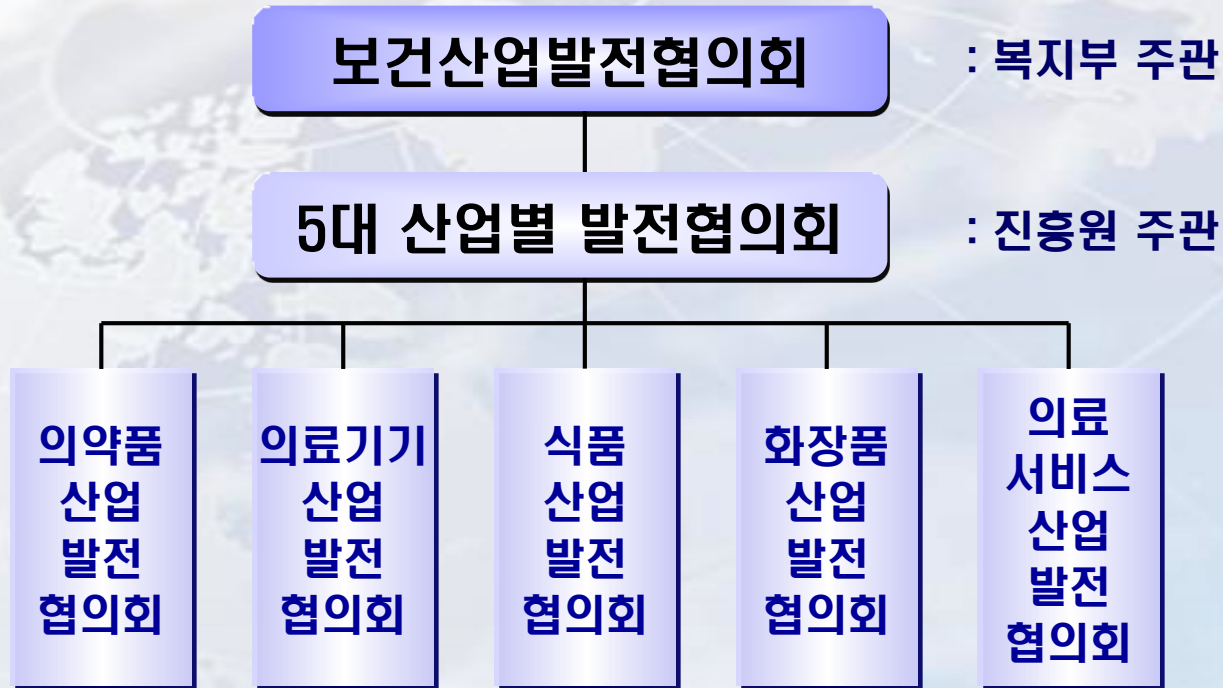 보건산업발전협의회
: 복지부 주관
5대 산업별 발전협의회
: 진흥원 주관
의약품
산업
발전
협의회
의료기기
산업
발전
협의회
식품
산업
발전
협의회
화장품
산업
발전
협의회
의료
서비스
산업
발전
협의회